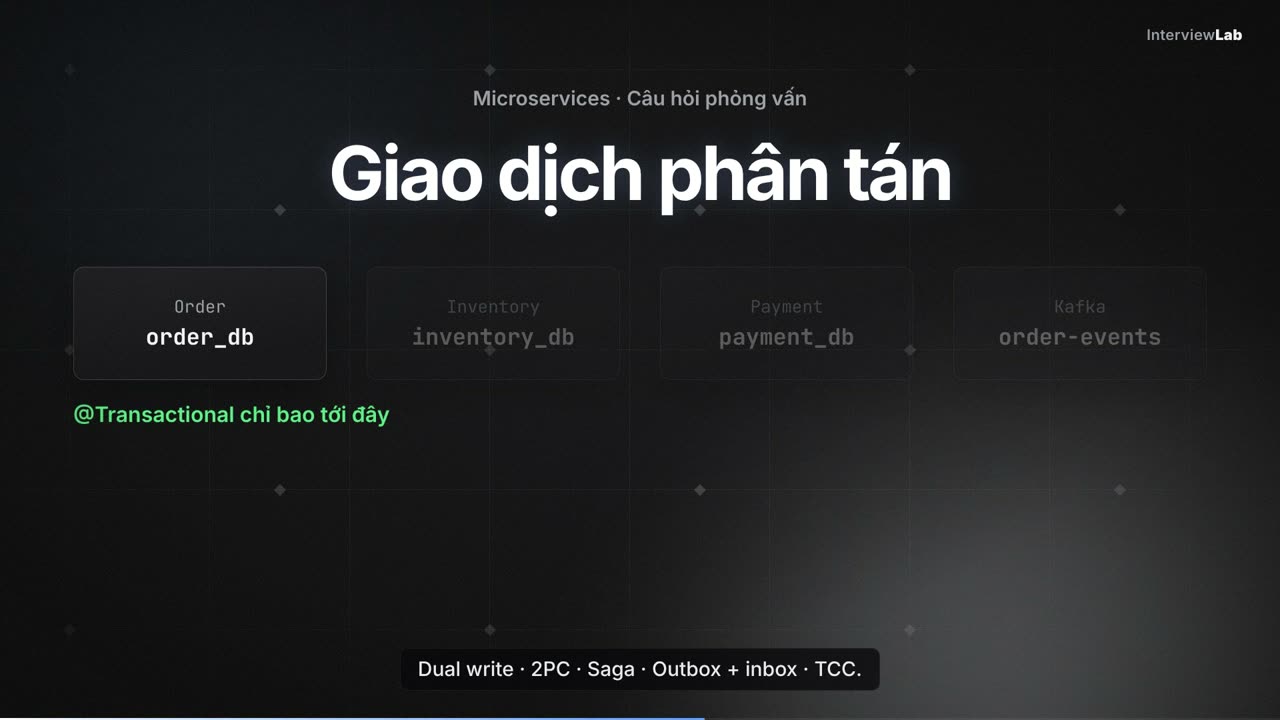 InterviewLab
Microservices · Câu hỏi phỏng vấn
Giao dịch phân tán
Order
order_db
Inventory
inventory_db
Payment
payment_db
Kafka
order-events
@Transactional chỉ bao tới đây
Dual write · 2PC · Saga · Outbox + inbox · TCC.